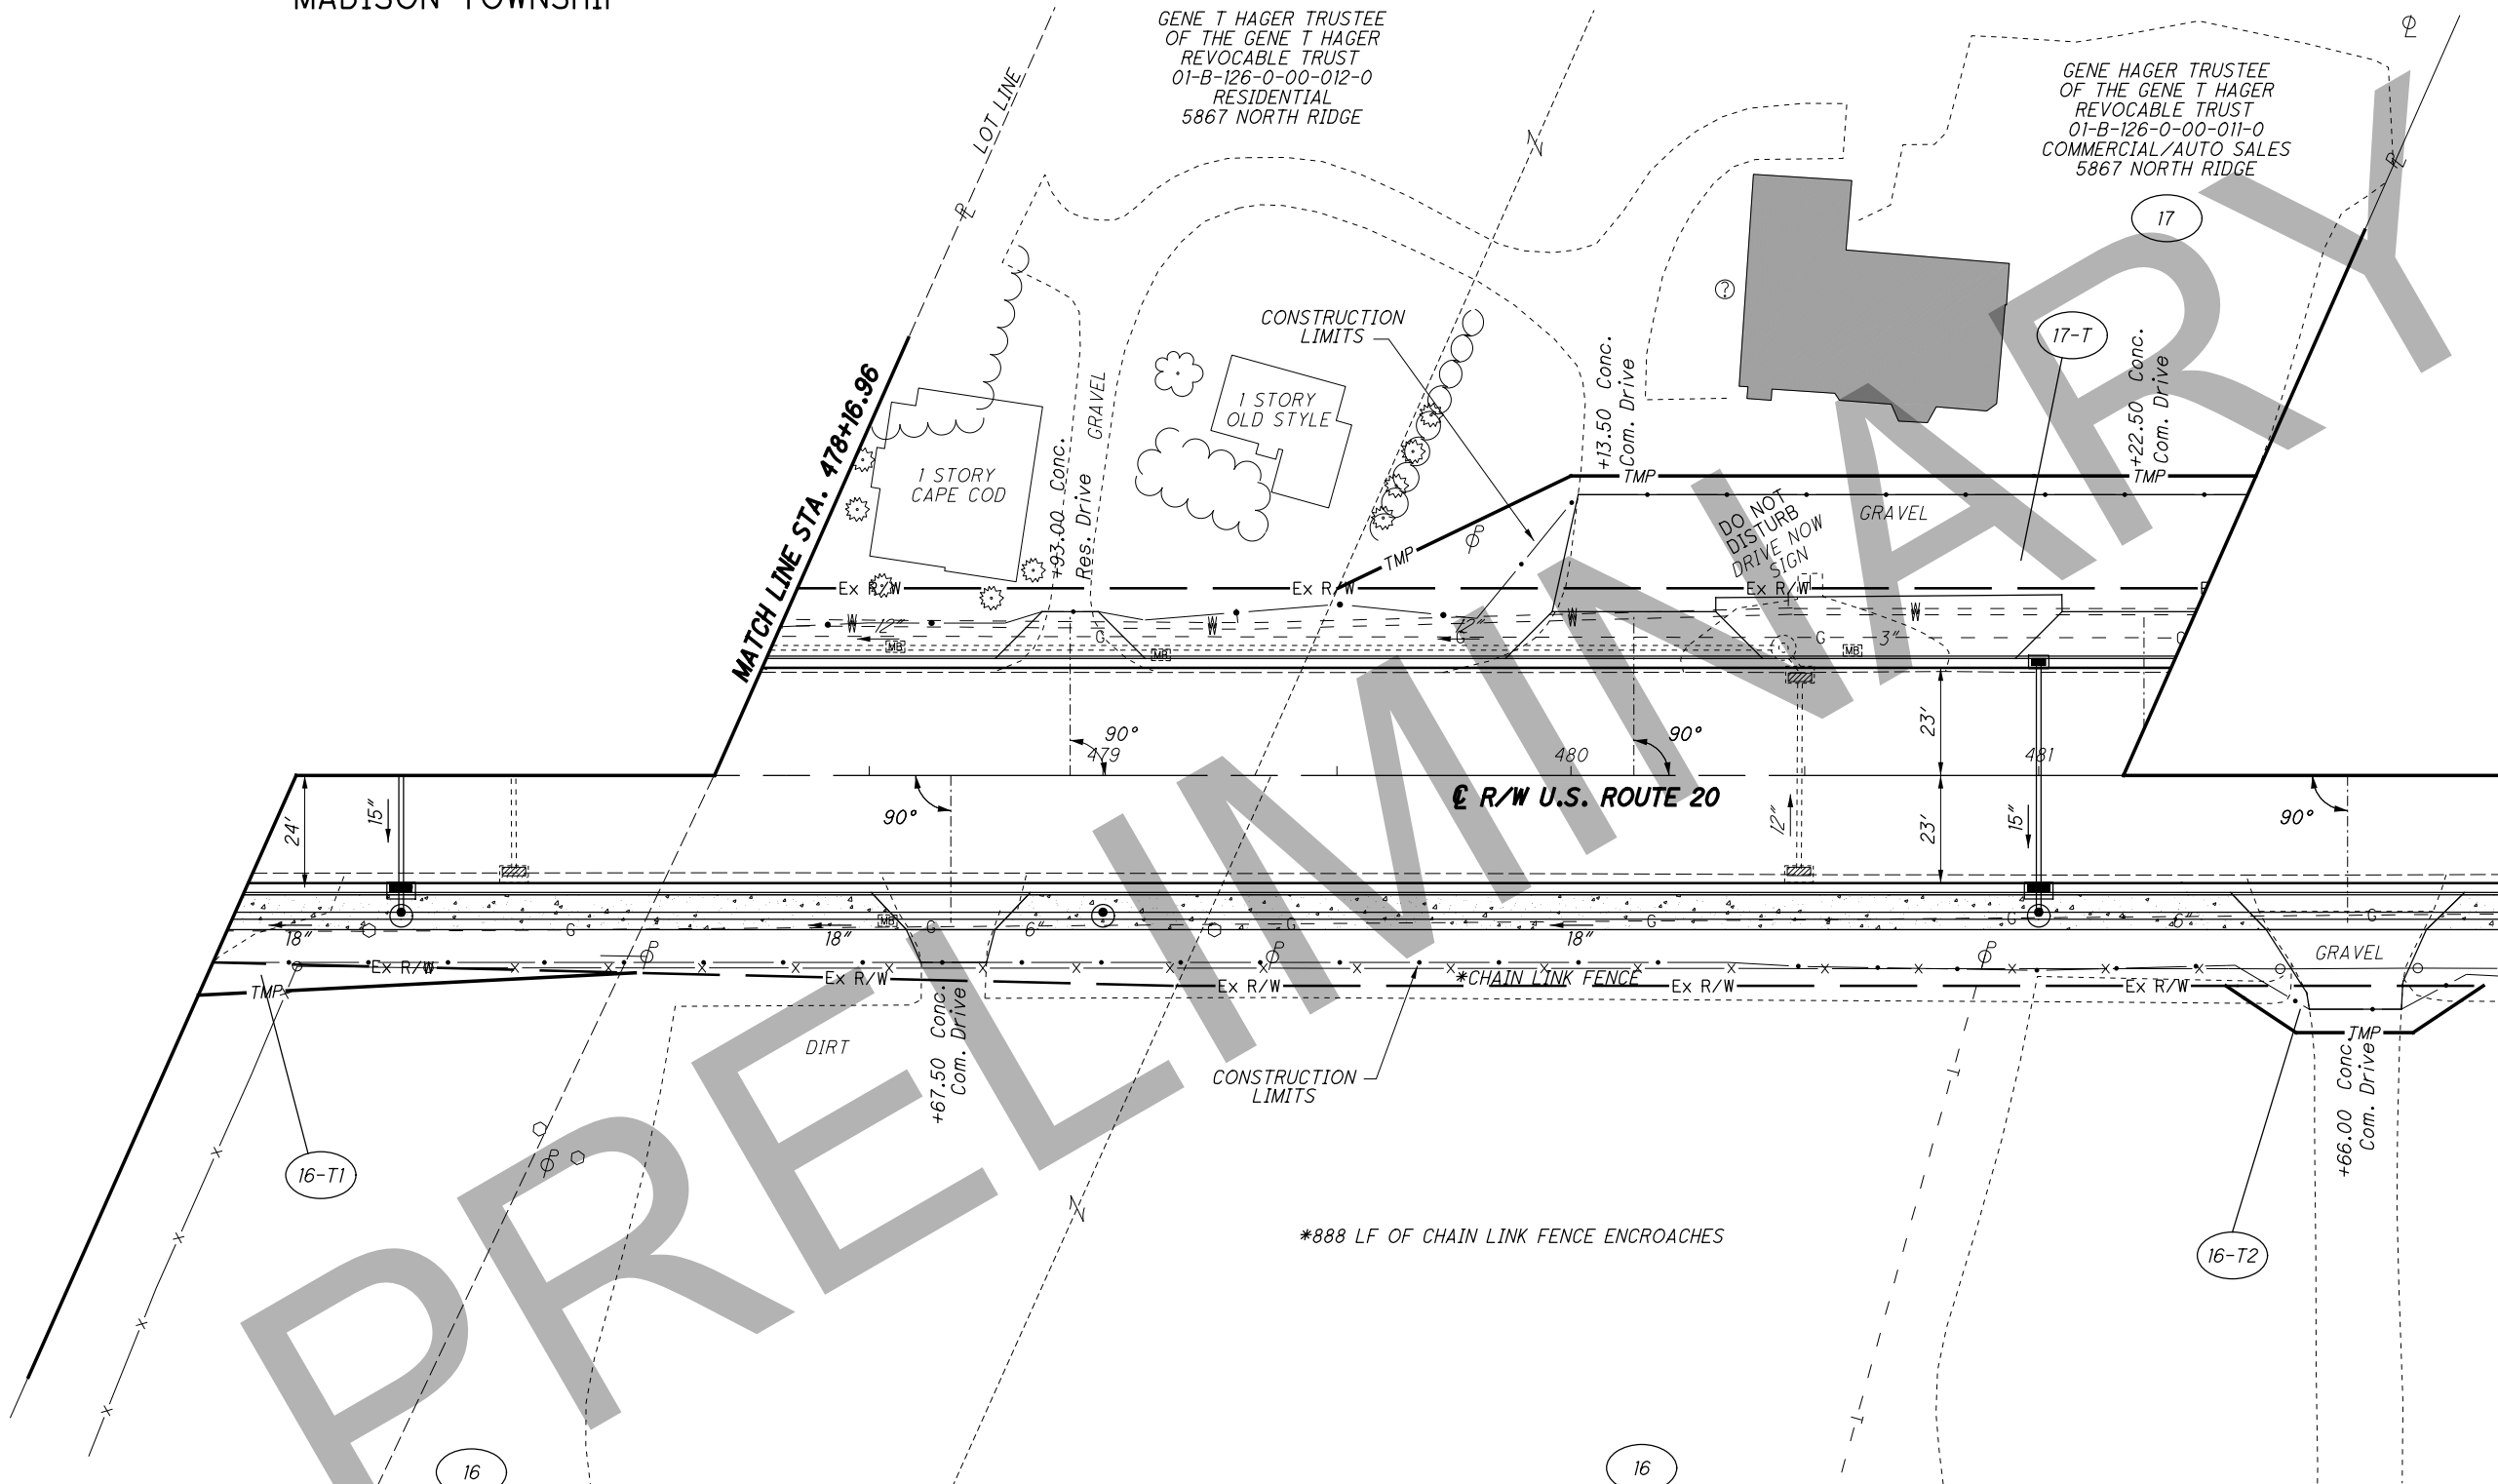 MADISON TOWNSHIP
GENE T HAGER TRUSTEE
OF THE GENE T HAGER
REVOCABLE TRUST
01-B-126-0-00-012-0
RESIDENTIAL
5867 NORTH RIDGE
GENE HAGER TRUSTEE
OF THE GENE T HAGER
REVOCABLE TRUST
01-B-126-0-00-011-0
COMMERCIAL/AUTO SALES
5867 NORTH RIDGE
17
LOT LINE
17-T
CONSTRUCTION
LIMITS
MATCH LINE STA. 478+16.96
1 STORY
CAPE COD
1 STORY
OLD STYLE
GRAVEL
+93.00 Conc.
Res. Drive
+13.50 Conc.
Com. Drive
+22.50 Conc.
Com. Drive
TMP
TMP
TMP
GRAVEL
DO NOT
DISTURB
DRIVE NOW
SIGN
Ex R/W
Ex R/W
Ex R/W
E
W
W
W
W
12"
12"
G
G
G
3"
G
MB
MB
MB
90°
479
480
90°
481
23'
23'
℄ R/W U.S. ROUTE 20
24'
15"
90°
12"
15"
90°
18"
G
18"
MB
G
6"
G
18"
G
G
6"
G
Ex R/W
Ex R/W
Ex R/W
Ex R/W
Ex R/W
*CHAIN LINK FENCE
GRAVEL
TMP
TMP
DIRT
+67.50 Conc.
Com. Drive
CONSTRUCTION
LIMITS
+66.00 Conc.
Com. Drive
16-T1
16-T2
*888 LF OF CHAIN LINK FENCE ENCROACHES
16
16
PRELIMINARY